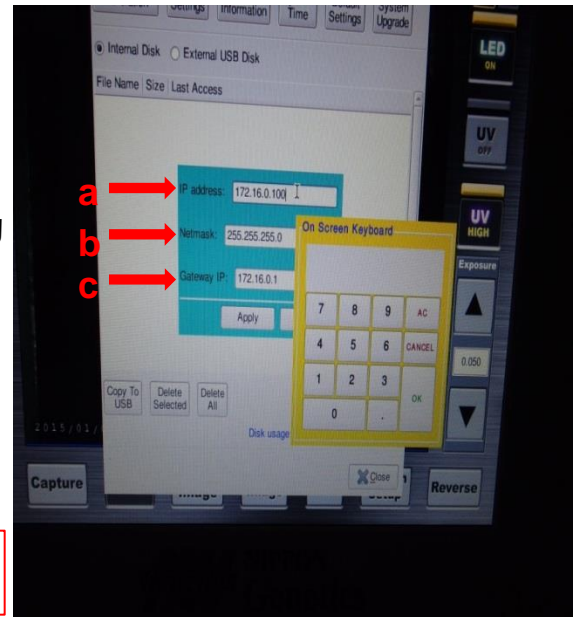 Settings
Information
Time
Settings
System
Upgrade
Internal Disk
External USB Disk
File Name Size Last Access
LED
ON
UV
OFF
UV
HIGH
Exposure
0.050
a
IP address: 172.16.0.100
b
Netmask: 255.255.255.0
c
Gateway IP: 172.16.0.1
Apply
On Screen Keyboard
7 8 9 AC
4 5 6 CANCEL
1 2 3 OK
0 .
Copy To
USB
Delete
Selected
Delete
All
Disk usage
2015/01/
Close
Capture
Reverse